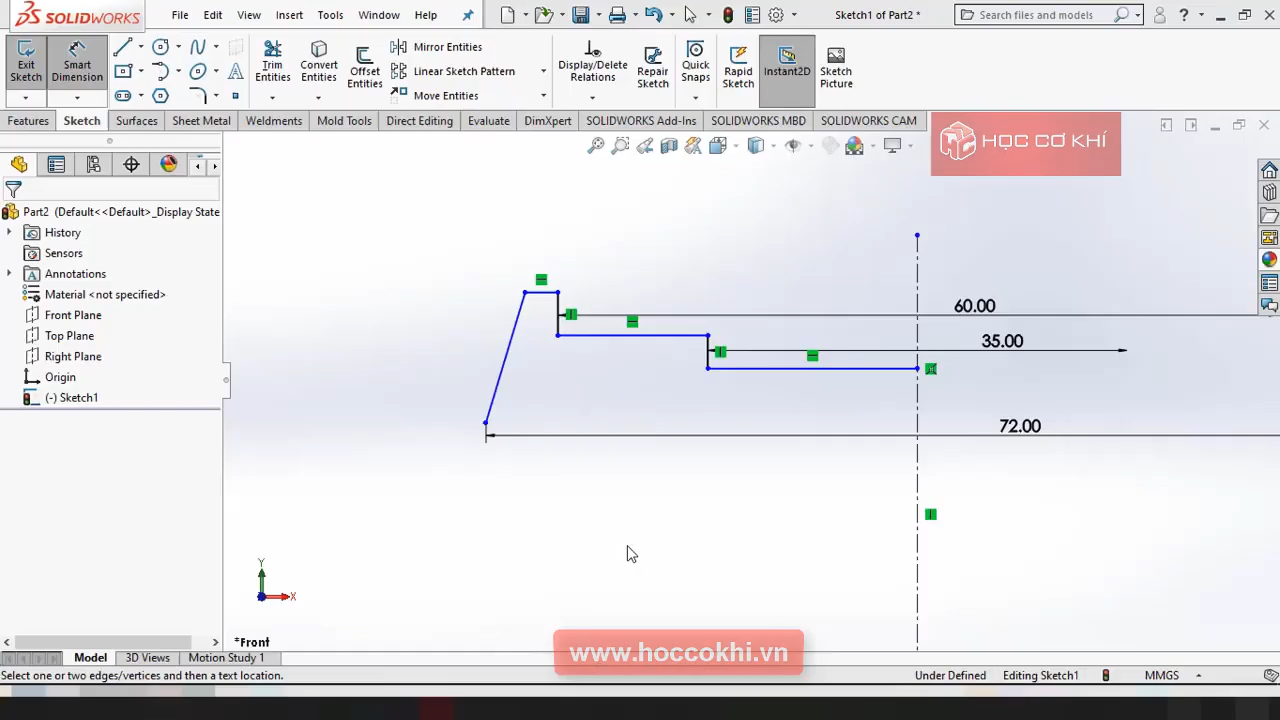 SOLIDWORKS
File Edit View Insert Tools Window Help
Sketch1 of Part2 *
Search files and models
?
Exit Sketch
Smart Dimension
Trim Entities
Convert Entities
Offset Entities
Mirror Entities
Linear Sketch Pattern
Move Entities
Display/Delete Relations
Repair Sketch
Quick Snaps
Rapid Sketch
Instant2D
Sketch Picture
Features Sketch Surfaces Sheet Metal Weldments Mold Tools Direct Editing Evaluate DimXpert SOLIDWORKS Add-Ins SOLIDWORKS MBD SOLIDWORKS CAM
HỌC CƠ KHÍ
Part2 (Default<<Default>_Display State
History
Sensors
Annotations
Material <not specified>
Front Plane
Top Plane
Right Plane
Origin
(-) Sketch1
60.00
35.00
72.00
Y
X
*Front
www.hoccokhi.vn
Model 3D Views Motion Study 1
Select one or two edges/vertices and then a text location.
Under Defined Editing Sketch1 MMGS